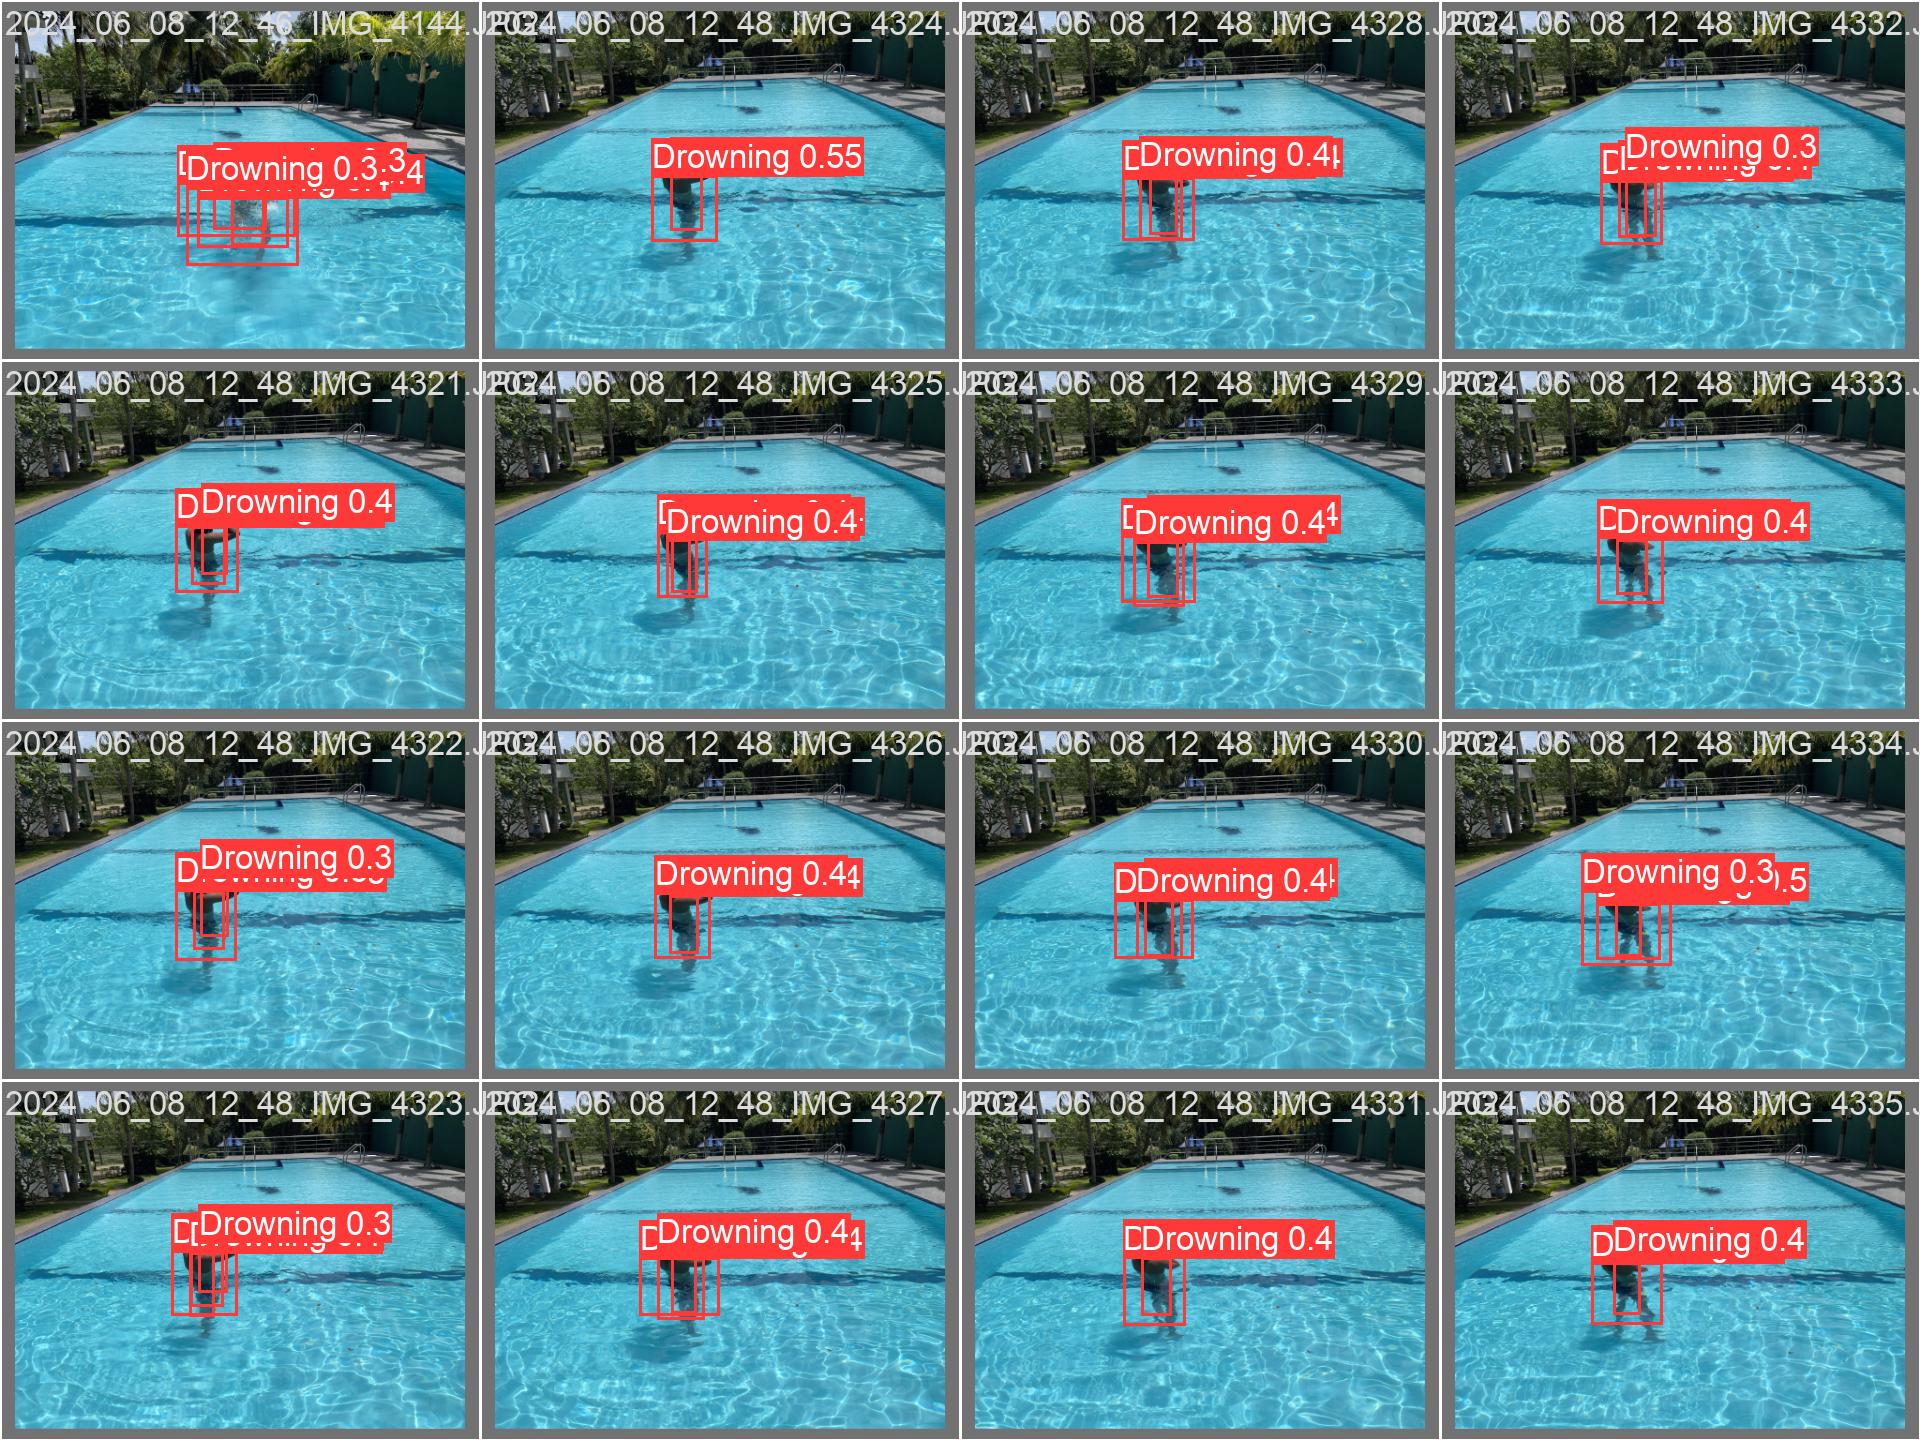 2024_06_08_12_46_IMG_4144.JPG
2024_06_08_12_48_IMG_4324.JPG
2024_06_08_12_48_IMG_4328.JPG
2024_06_08_12_48_IMG_4332.J
Drowning 0.3
Drowning 0.55
Drowning 0.4
Drowning 0.3
2024_06_08_12_48_IMG_4321.JPG
2024_06_08_12_48_IMG_4325.JPG
2024_06_08_12_48_IMG_4329.JPG
2024_06_08_12_48_IMG_4333.J
D Drowning 0.4
Drowning 0.4
Drowning 0.4
Drowning 0.4
2024_06_08_12_48_IMG_4322.JPG
2024_06_08_12_48_IMG_4326.JPG
2024_06_08_12_48_IMG_4330.JPG
2024_06_08_12_48_IMG_4334.J
Drowning 0.3
Drowning 0.4
D Drowning 0.4
Drowning 0.3
2024_06_08_12_48_IMG_4323.JPG
2024_06_08_12_48_IMG_4327.JPG
2024_06_08_12_48_IMG_4331.JPG
2024_06_08_12_48_IMG_4335.J
Drowning 0.3
D Drowning 0.4
D Drowning 0.4
D Drowning 0.4